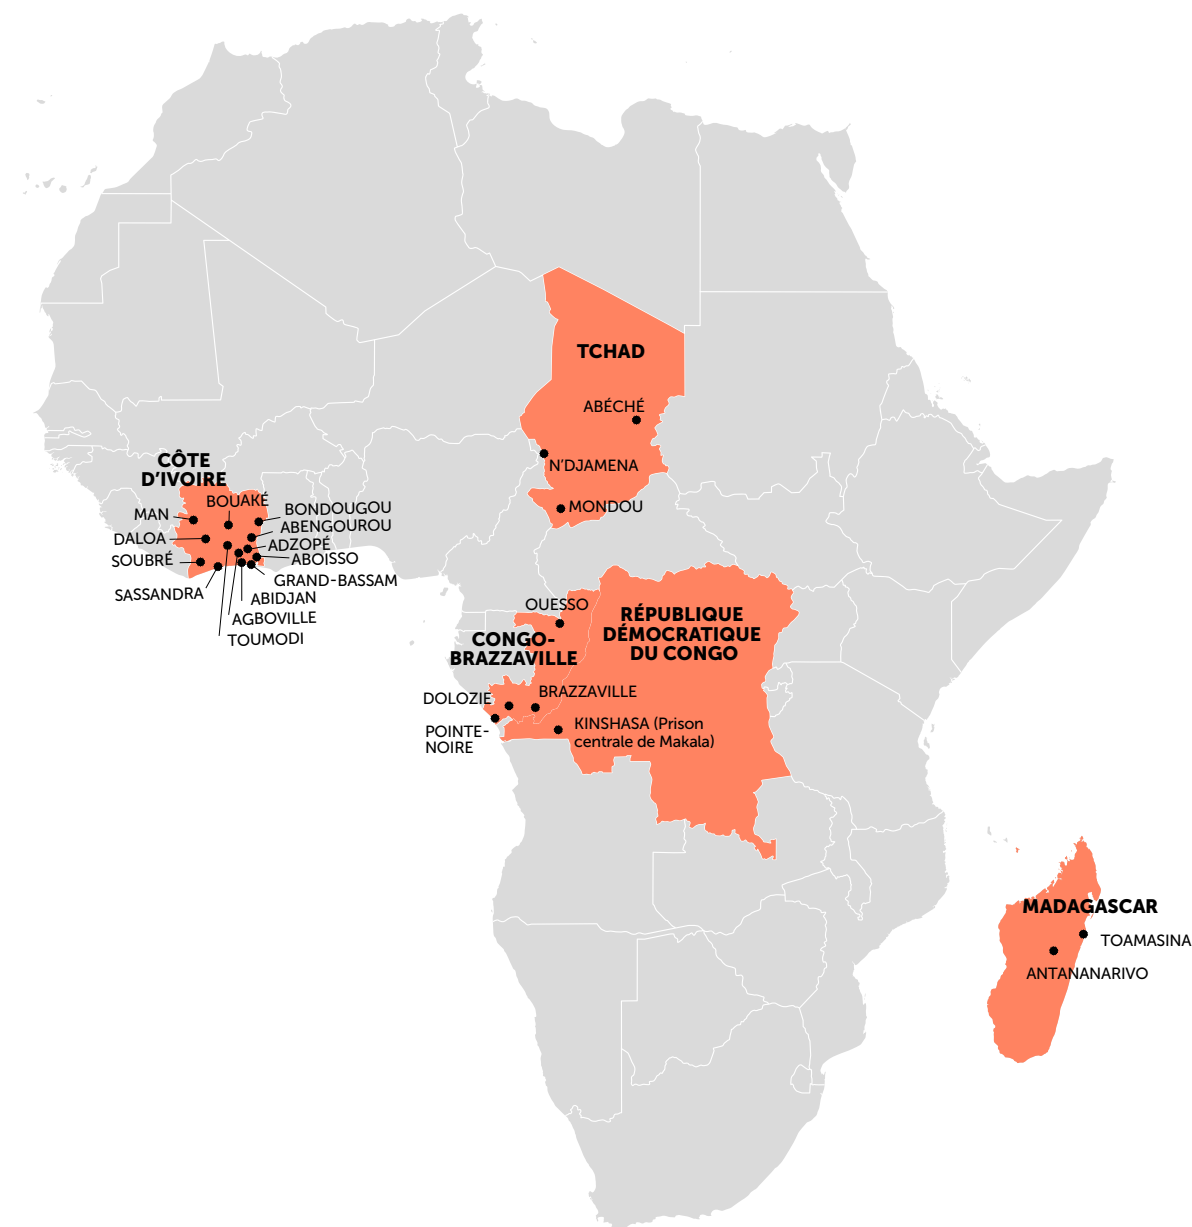 TCHAD
ABÉCHÉ
N'DJAMENA
MONDOU
CÔTE
D'IVOIRE
BOUAKÉ
MAN
DALOA
SOUBRÉ
SASSANDRA
BONDOUGOU
ABENGOUROU
ADZOPÉ
ABOISSO
GRAND-BASSAM
ABIDJAN
AGBOVILLE
TOUMODI
OUESSO
CONGO-
BRAZZAVILLE
RÉPUBLIQUE
DÉMOCRATIQUE
DU CONGO
DOLOZIE
BRAZZAVILLE
POINTE-
NOIRE
KINSHASA (Prison
centrale de Makala)
MADAGASCAR
TOAMASINA
ANTANANARIVO